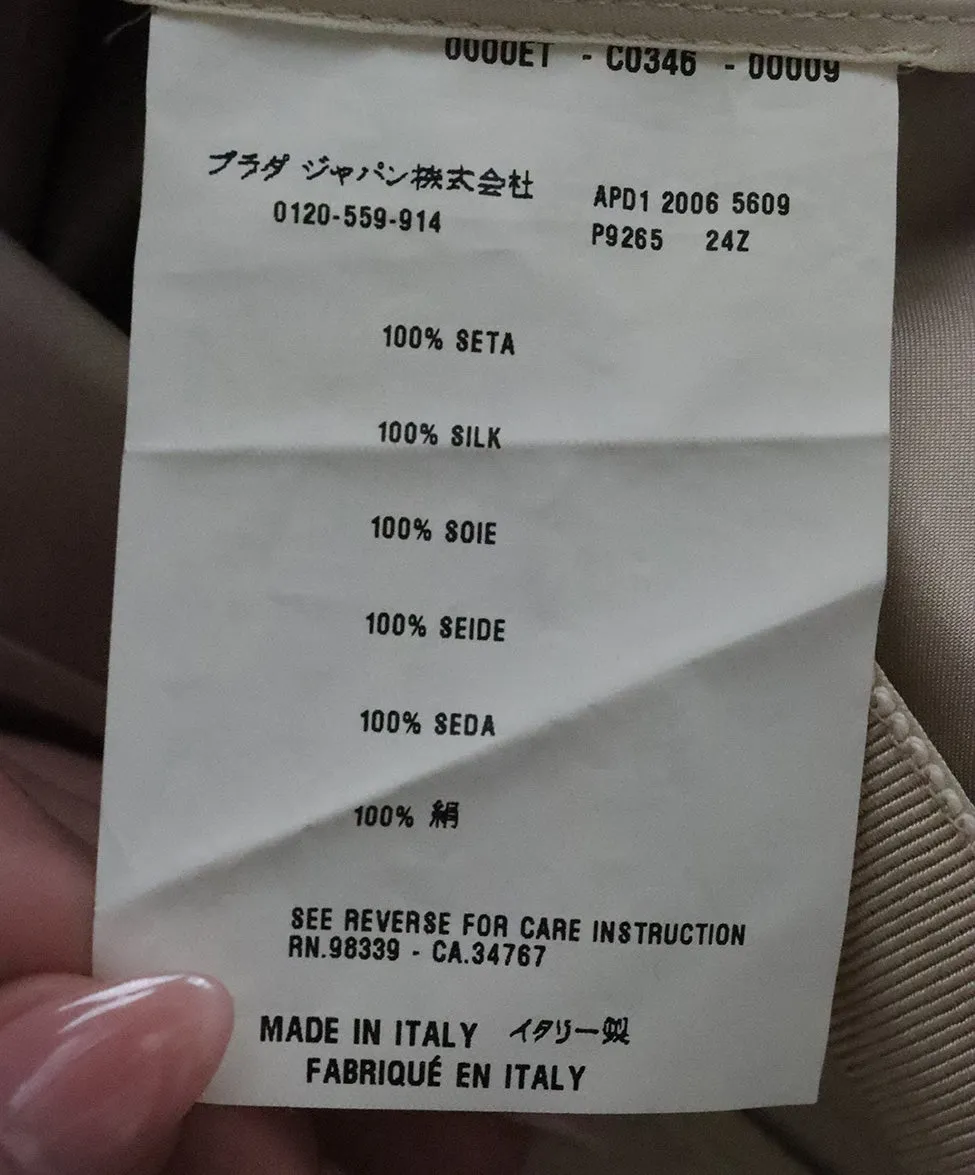 0000ET - C0346 - 00009
プラダ ジャパン株式会社
0120-559-914
APD1 2006 5609
P9265 24Z
100% SETA
100% SILK
100% SOIE
100% SEIDE
100% SEDA
100% 絹
SEE REVERSE FOR CARE INSTRUCTION
RN.98339 - CA.34767
MADE IN ITALY イタリー製
FABRIQUÉ EN ITALY